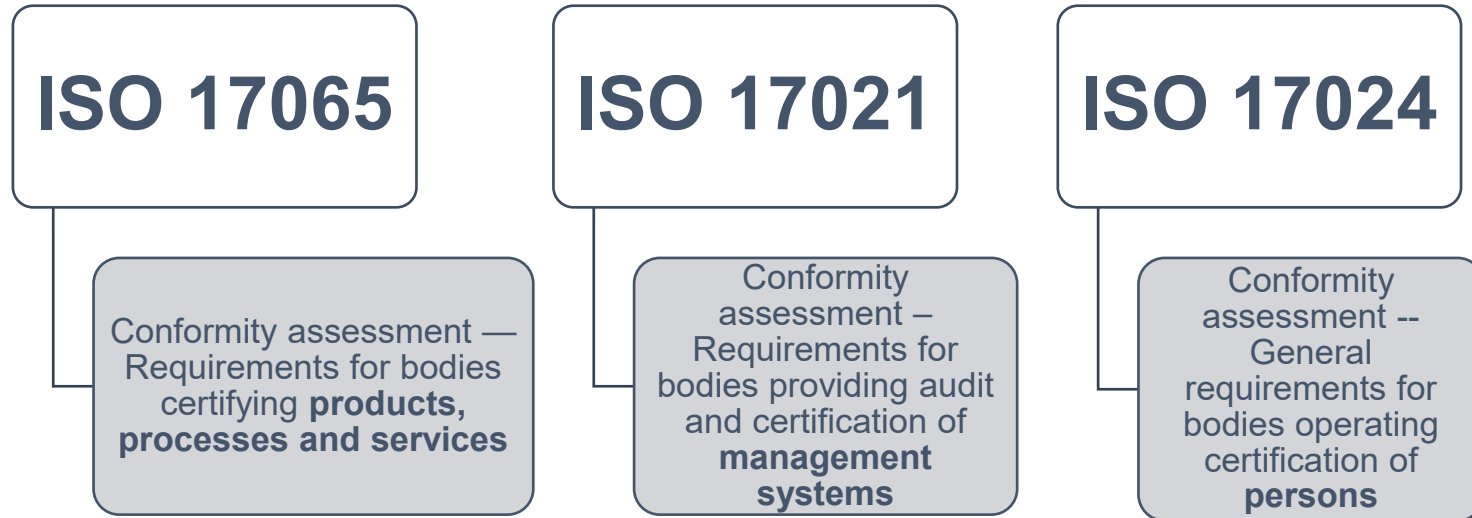 ISO 17065
Conformity assessment —
Requirements for bodies
certifying products,
processes and services
ISO 17021
Conformity
assessment –
Requirements for
bodies providing audit
and certification of
management
systems
ISO 17024
Conformity
assessment --
General
requirements for
bodies operating
certification of
persons